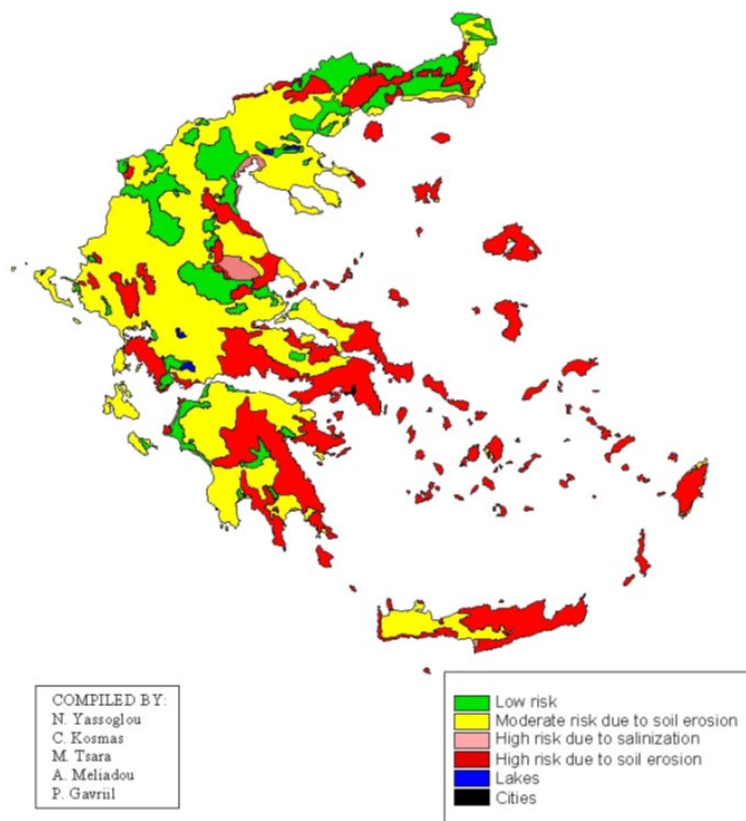 COMPILED BY:
N. Yassoglou
C. Kosmas
M. Tsara
A. Meliadou
P. Gavriil
Low risk
Moderate risk due to soil erosion
High risk due to salinization
High risk due to soil erosion
Lakes
Cities